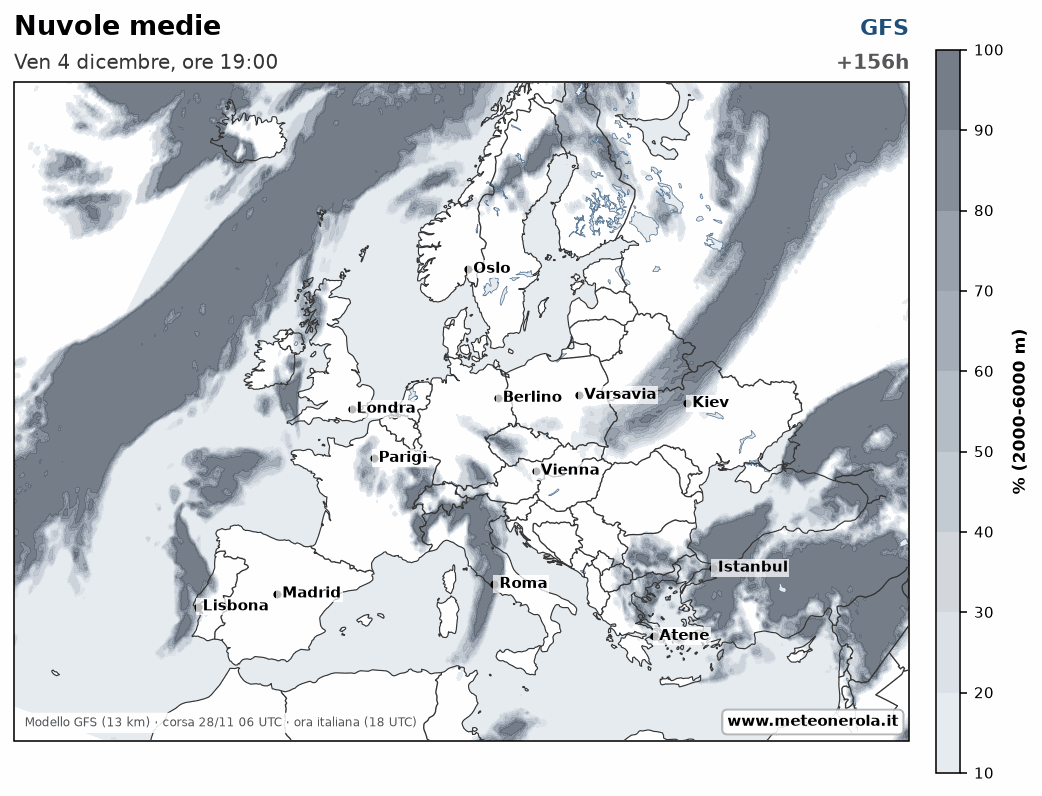 Nuvole medie
GFS
Ven 4 dicembre, ore 19:00
+156h
100
90
80
70
60
50
40
30
20
10
% (2000-6000 m)
Oslo
Londra
Berlino
Varsavia
Kiev
Parigi
Vienna
Istanbul
Roma
Madrid
Lisbona
Atene
Modello GFS (13 km) · corsa 28/11 06 UTC · ora italiana (18 UTC)
www.meteonerola.it